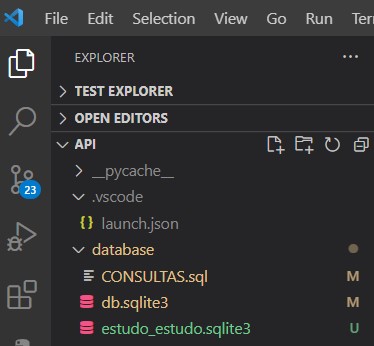 File Edit Selection View Go Run Ter
EXPLORER
TEST EXPLORER
OPEN EDITORS
API
__pycache__
.vscode
{} launch.json
23
database
CONSULTAS.sql M
db.sqlite3 M
estudo_estudo.sqlite3 U